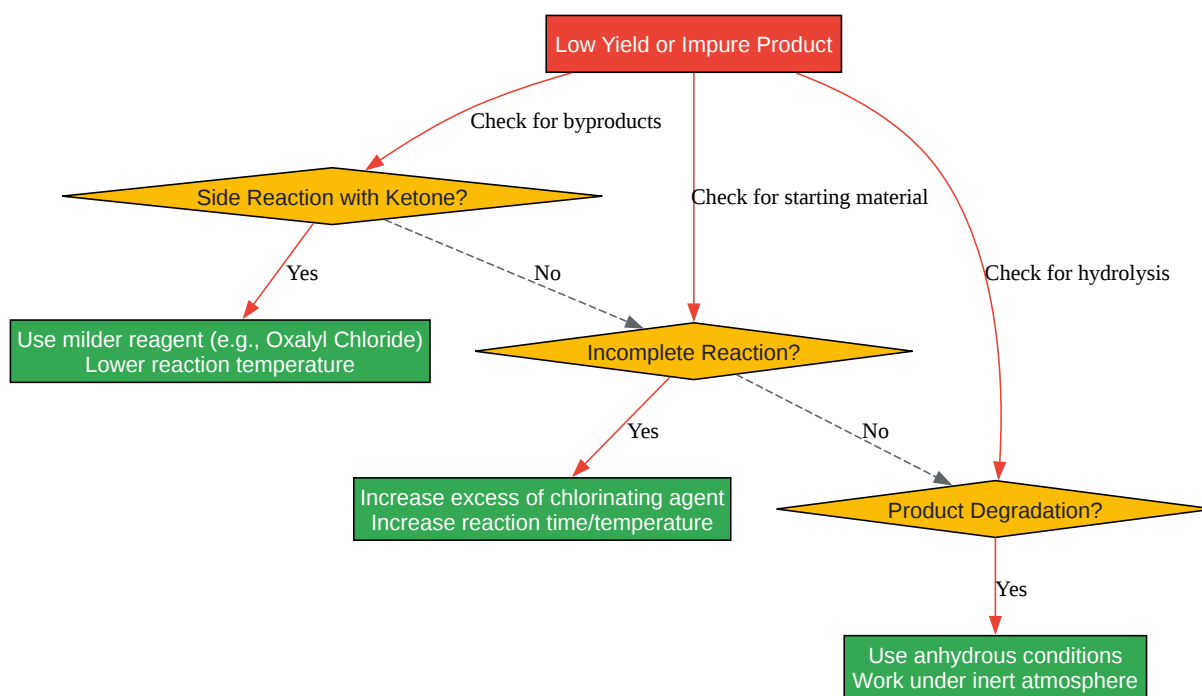 Low Yield or Impure Product
Check for byproducts
Side Reaction with Ketone?
Check for starting material
Yes
No
Check for hydrolysis
Use milder reagent (e.g., Oxalyl Chloride)
Lower reaction temperature
Incomplete Reaction?
Yes
No
Increase excess of chlorinating agent
Increase reaction time/temperature
Product Degradation?
Yes
Use anhydrous conditions
Work under inert atmosphere